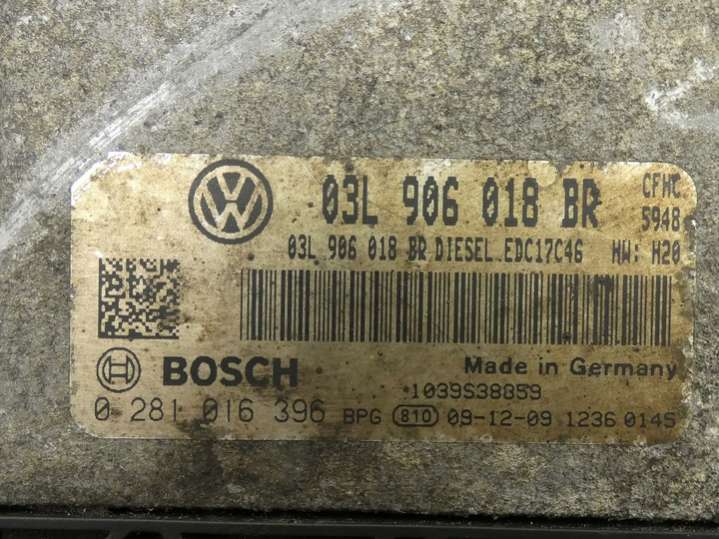 03L 906 018 BR CFHC
5948
03L 906 018 BR DIESEL EDC17C46 HW: H20
BOSCH Made in Germany
1039S38859
0 281 016 396 BPG 810 09-12-09 1236 0145